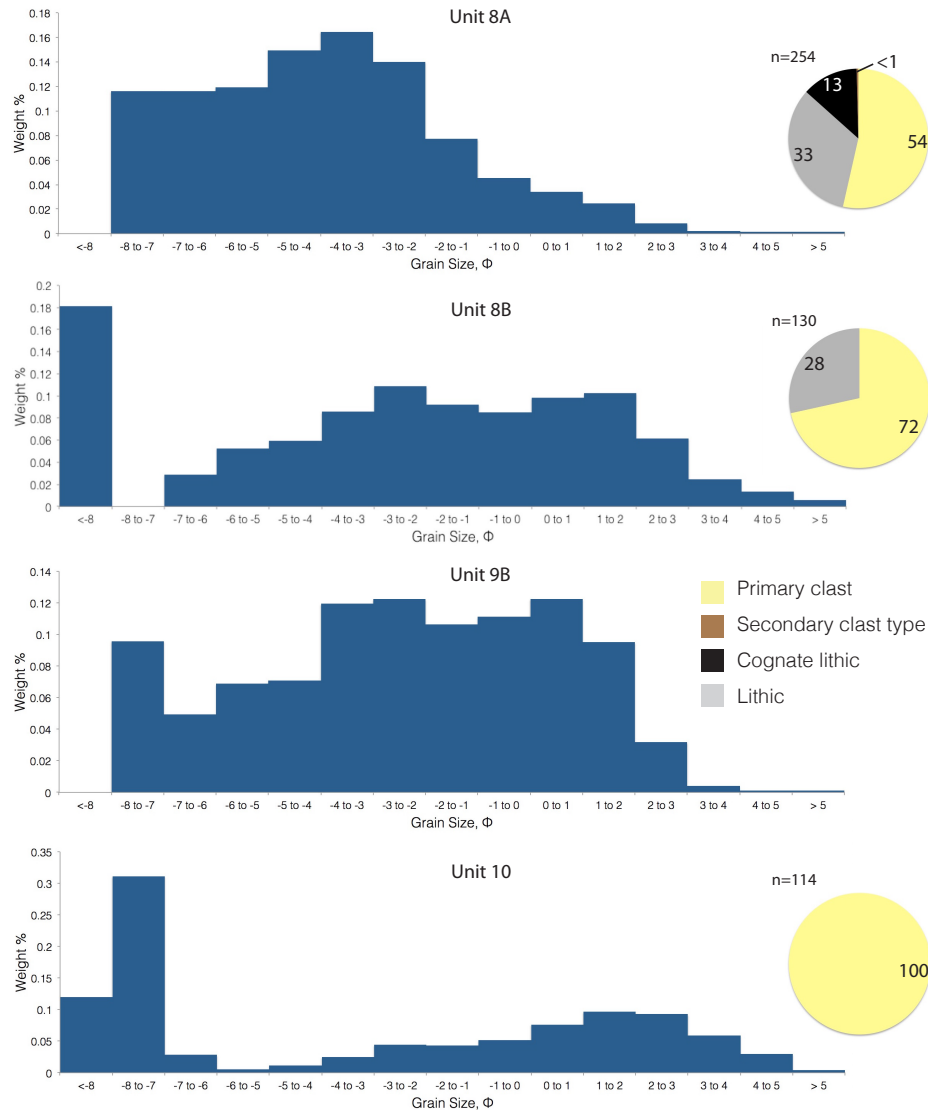 Unit 8A
Weight %
0.18
0.16
0.14
0.12
0.1
0.08
0.06
0.04
0.02
0
<-8 -8 to -7 -7 to -6 -6 to -5 -5 to -4 -4 to -3 -3 to -2 -2 to -1 -1 to 0 0 to 1 1 to 2 2 to 3 3 to 4 4 to 5 > 5
Grain Size, Φ
n=254
<1
13
33
54
Unit 8B
Weight %
0.2
0.18
0.16
0.14
0.12
0.1
0.08
0.06
0.04
0.02
0
<-8 -8 to -7 -7 to -6 -6 to -5 -5 to -4 -4 to -3 -3 to -2 -2 to -1 -1 to 0 0 to 1 1 to 2 2 to 3 3 to 4 4 to 5 > 5
Grain Size, Φ
n=130
28
72
Unit 9B
Weight %
0.14
0.12
0.1
0.08
0.06
0.04
0.02
0
<-8 -8 to -7 -7 to -6 -6 to -5 -5 to -4 -4 to -3 -3 to -2 -2 to -1 -1 to 0 0 to 1 1 to 2 2 to 3 3 to 4 4 to 5 > 5
Grain Size, Φ
Primary clast
Secondary clast type
Cognate lithic
Lithic
Unit 10
Weight %
0.35
0.3
0.25
0.2
0.15
0.1
0.05
0
<-8 -8 to -7 -7 to -6 -6 to -5 -5 to -4 -4 to -3 -3 to -2 -2 to -1 -1 to 0 0 to 1 1 to 2 2 to 3 3 to 4 4 to 5 > 5
Grain Size, Φ
n=114
100